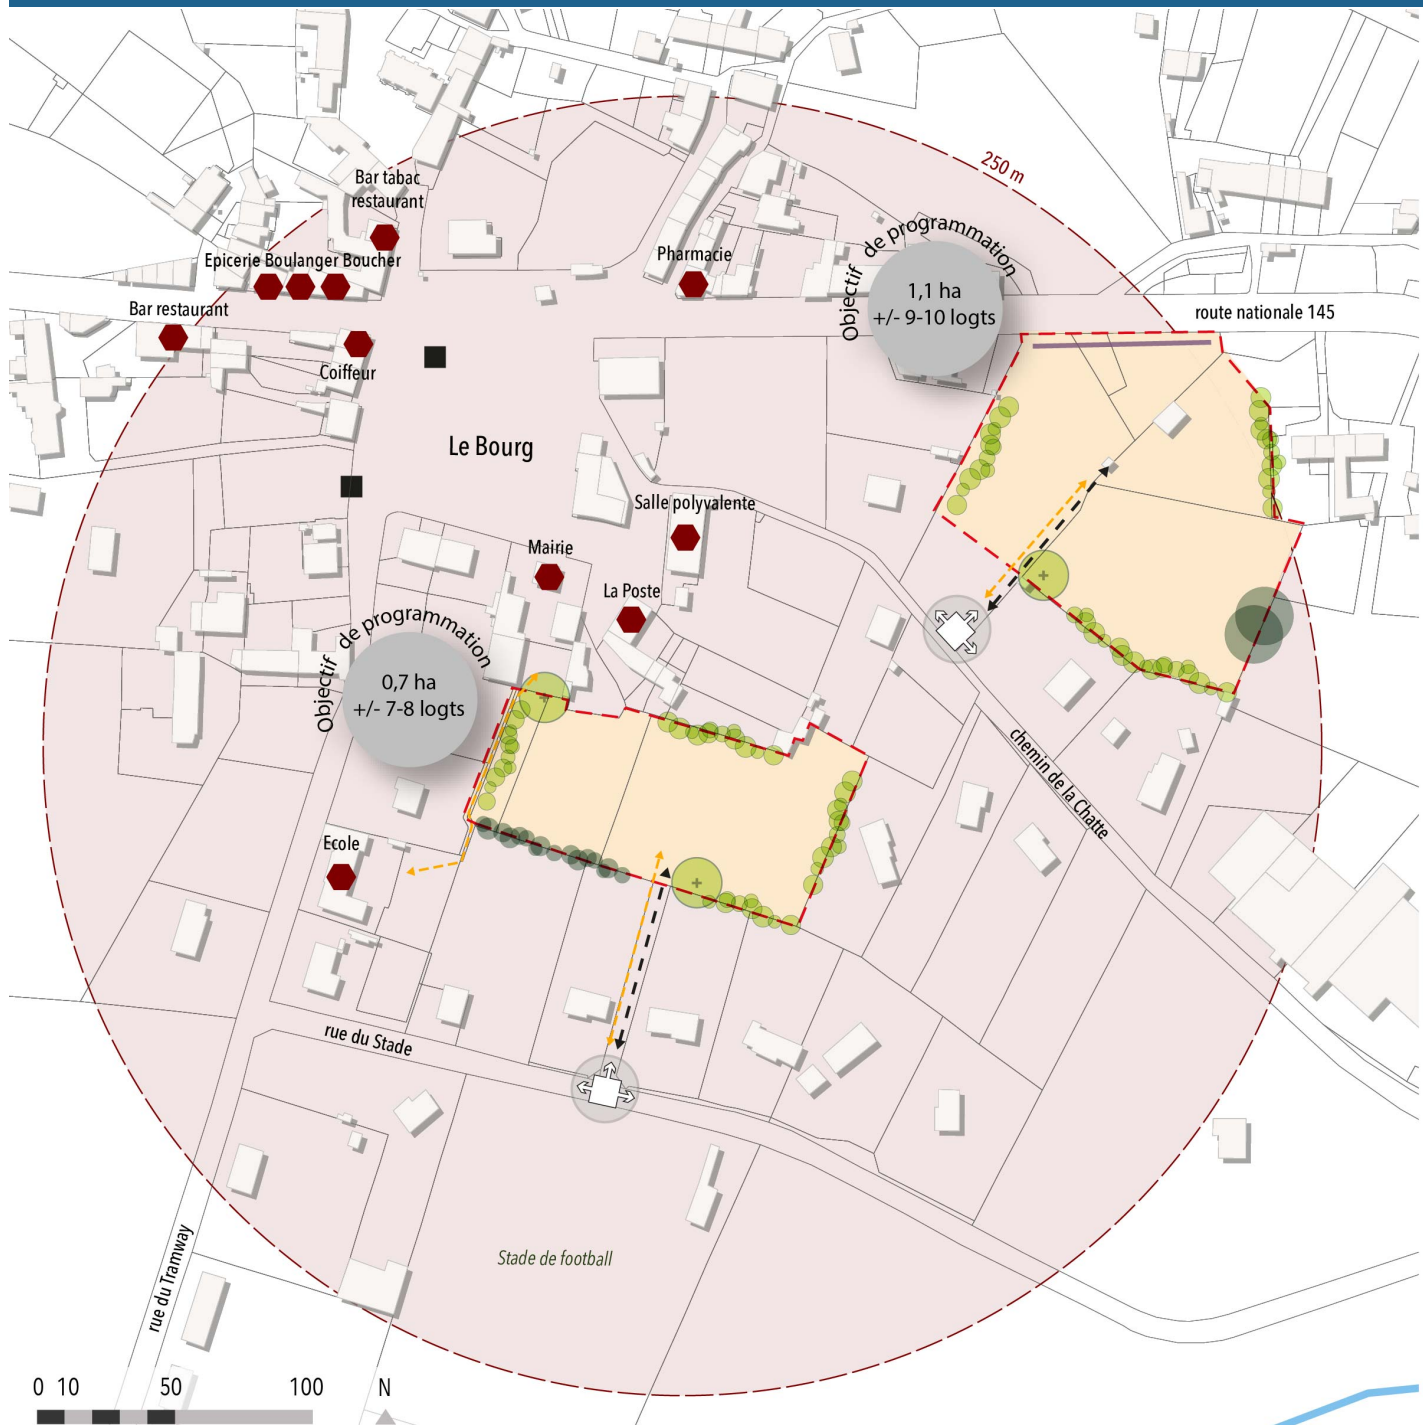 250 m
Bar tabac
restaurant
Epicerie Boulanger Boucher
Pharmacie
Objectif de programmation
1,1 ha
+/- 9-10 logts
Bar restaurant
route nationale 145
Coiffeur
Le Bourg
Salle polyvalente
Mairie
La Poste
Objectif de programmation
0,7 ha
+/- 7-8 logts
chemin de la Chatte
Ecole
rue du Stade
Stade de football
rue du Tramway
0 10 50 100 N